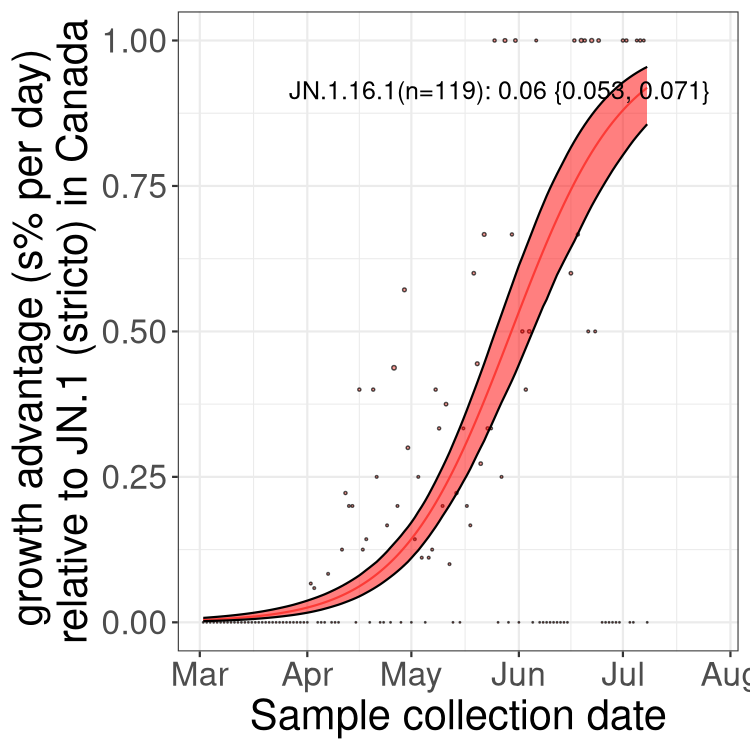 growth advantage (s% per day)
relative to JN.1 (stricto) in Canada
1.00
0.75
0.50
0.25
0.00
JN.1.16.1(n=119): 0.06 {0.053, 0.071}
Mar Apr May Jun Jul Aug
Sample collection date